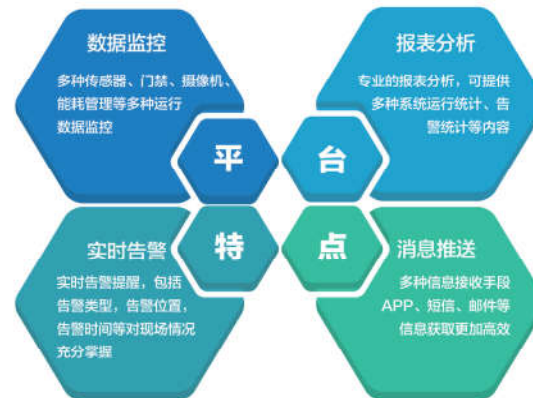 数据监控
多种传感器、门禁、摄像机、
能耗管理等多种运行
数据监控
报表分析
专业的报表分析，可提供
多种系统运行统计、告
警统计等内容
平
台
特
点
实时告警
实时告警提醒，包括
告警类型，告警位置，
告警时间等对现场情况
充分掌握
消息推送
多种信息接收手段
APP、短信、邮件等
信息获取更加高效